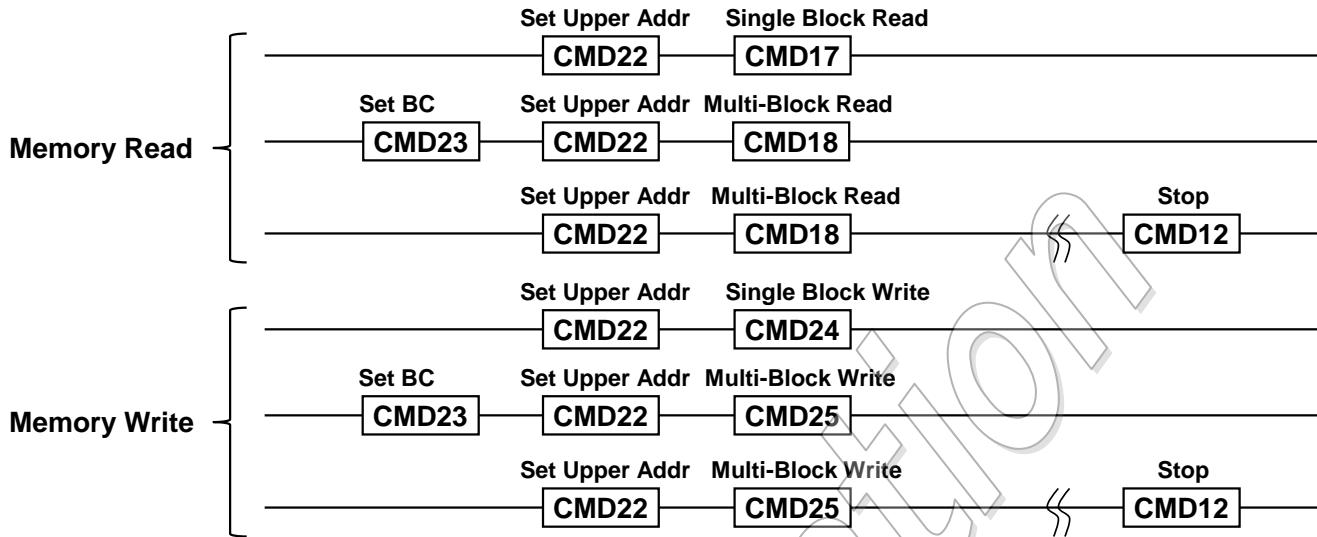 Set Upper Addr Single Block Read
CMD22 CMD17
Set BC Set Upper Addr Multi-Block Read
Memory Read CMD23 CMD22 CMD18
Set Upper Addr Multi-Block Read Stop
CMD22 CMD18 CMD12
Set Upper Addr Single Block Write
CMD22 CMD24
Set BC Set Upper Addr Multi-Block Write
Memory Write CMD23 CMD22 CMD25
Set Upper Addr Multi-Block Write Stop
CMD22 CMD25 CMD12